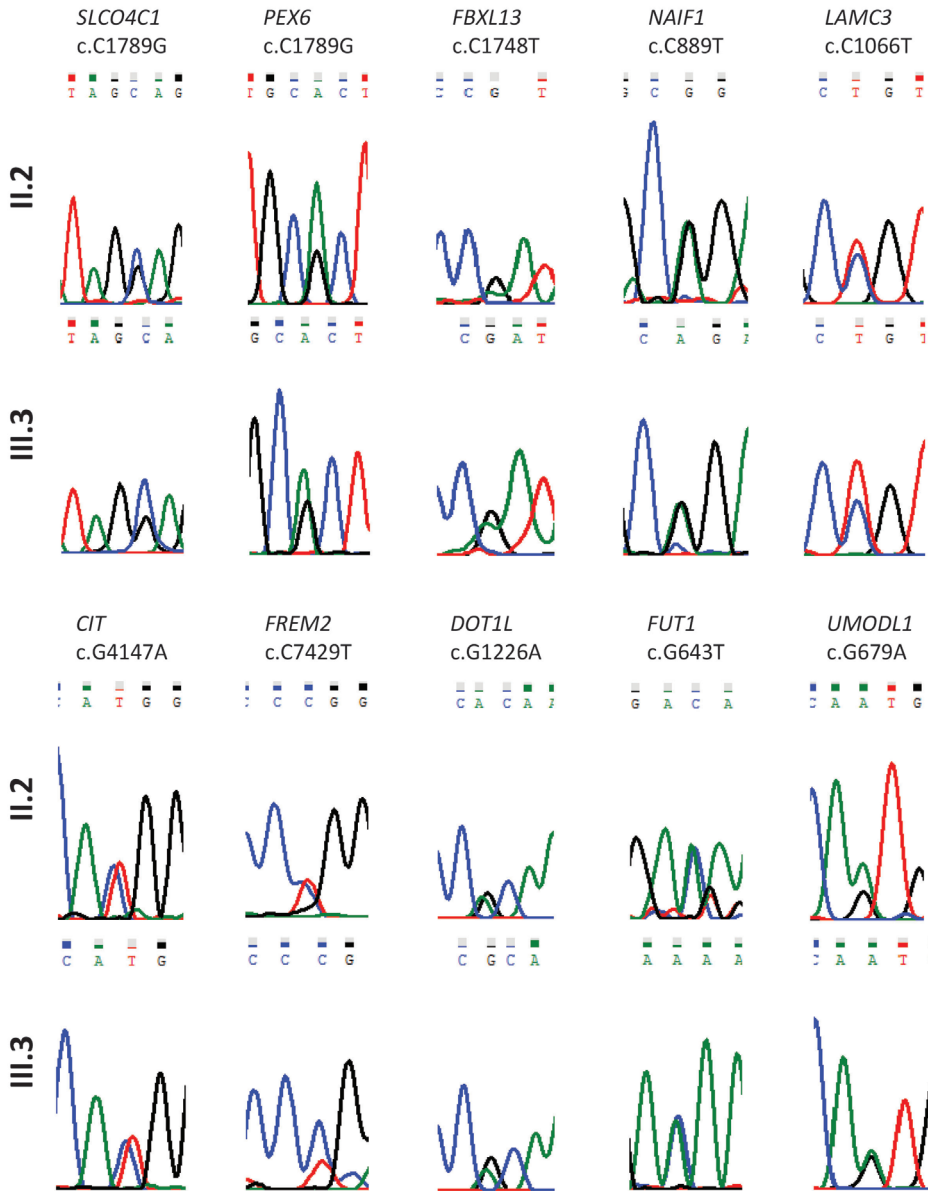 SLCO4C1 PEX6 FBXL13 NAIF1 LAMC3
c.C1789G c.C1789G c.C1748T c.C889T c.C1066T
T A G C A G T G C A C T C C G T G C G G C T G T
II.2
T A G C A G C A C T C G A T C A G A C T G T
III.3
CIT FREM2 DOT1L FUT1 UMODL1
c.G4147A c.C7429T c.G1226A c.G643T c.G679A
C A T G G C C C G G C A C A A G A C A C A A T G
II.2
C A T G C C C G C G C A A A A A C A A T
III.3